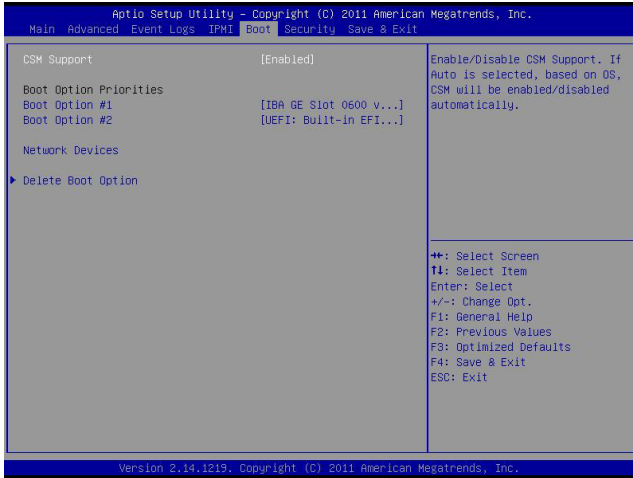 Aptio Setup Utility – Copyright (C) 2011 American Megatrends, Inc.
Main Advanced Event Logs IPMI Boot Security Save & Exit
CSM Support [Enabled]
Boot Option Priorities
Boot Option #1 [IBA GE Slot 0600 v...]
Boot Option #2 [UEFI: Built-in EFI...]
Network Devices
Delete Boot Option
Enable/Disable CSM Support. If
Auto is selected, based on OS,
CSM will be enabled/disabled
automatically.
→←: Select Screen
↑↓: Select Item
Enter: Select
+/-: Change Opt.
F1: General Help
F2: Previous Values
F3: Optimized Defaults
F4: Save & Exit
ESC: Exit
Version 2.14.1219. Copyright (C) 2011 American Megatrends, Inc.